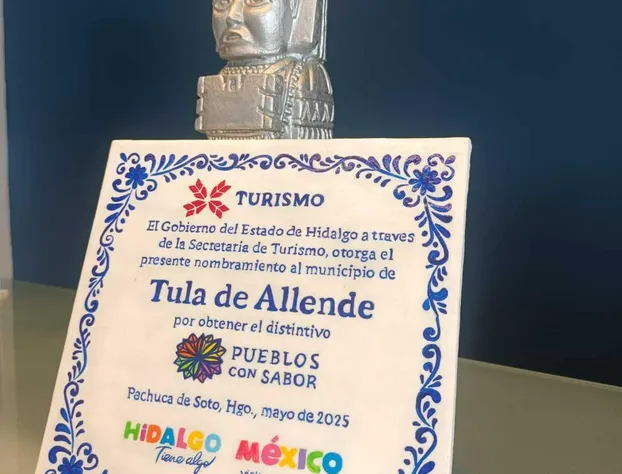 TURISMO
El Gobierno del Estado de Hidalgo a traves
de la Secretaría de Turismo, otorga el
presente nombramiento al municipio de
Tula de Allende
por obtener el distintivo
PUEBLOS
CON SABOR
Pachuca de Soto, Hgo., mayo de 2025
HiDALGO
Tiene algo
MéXICO